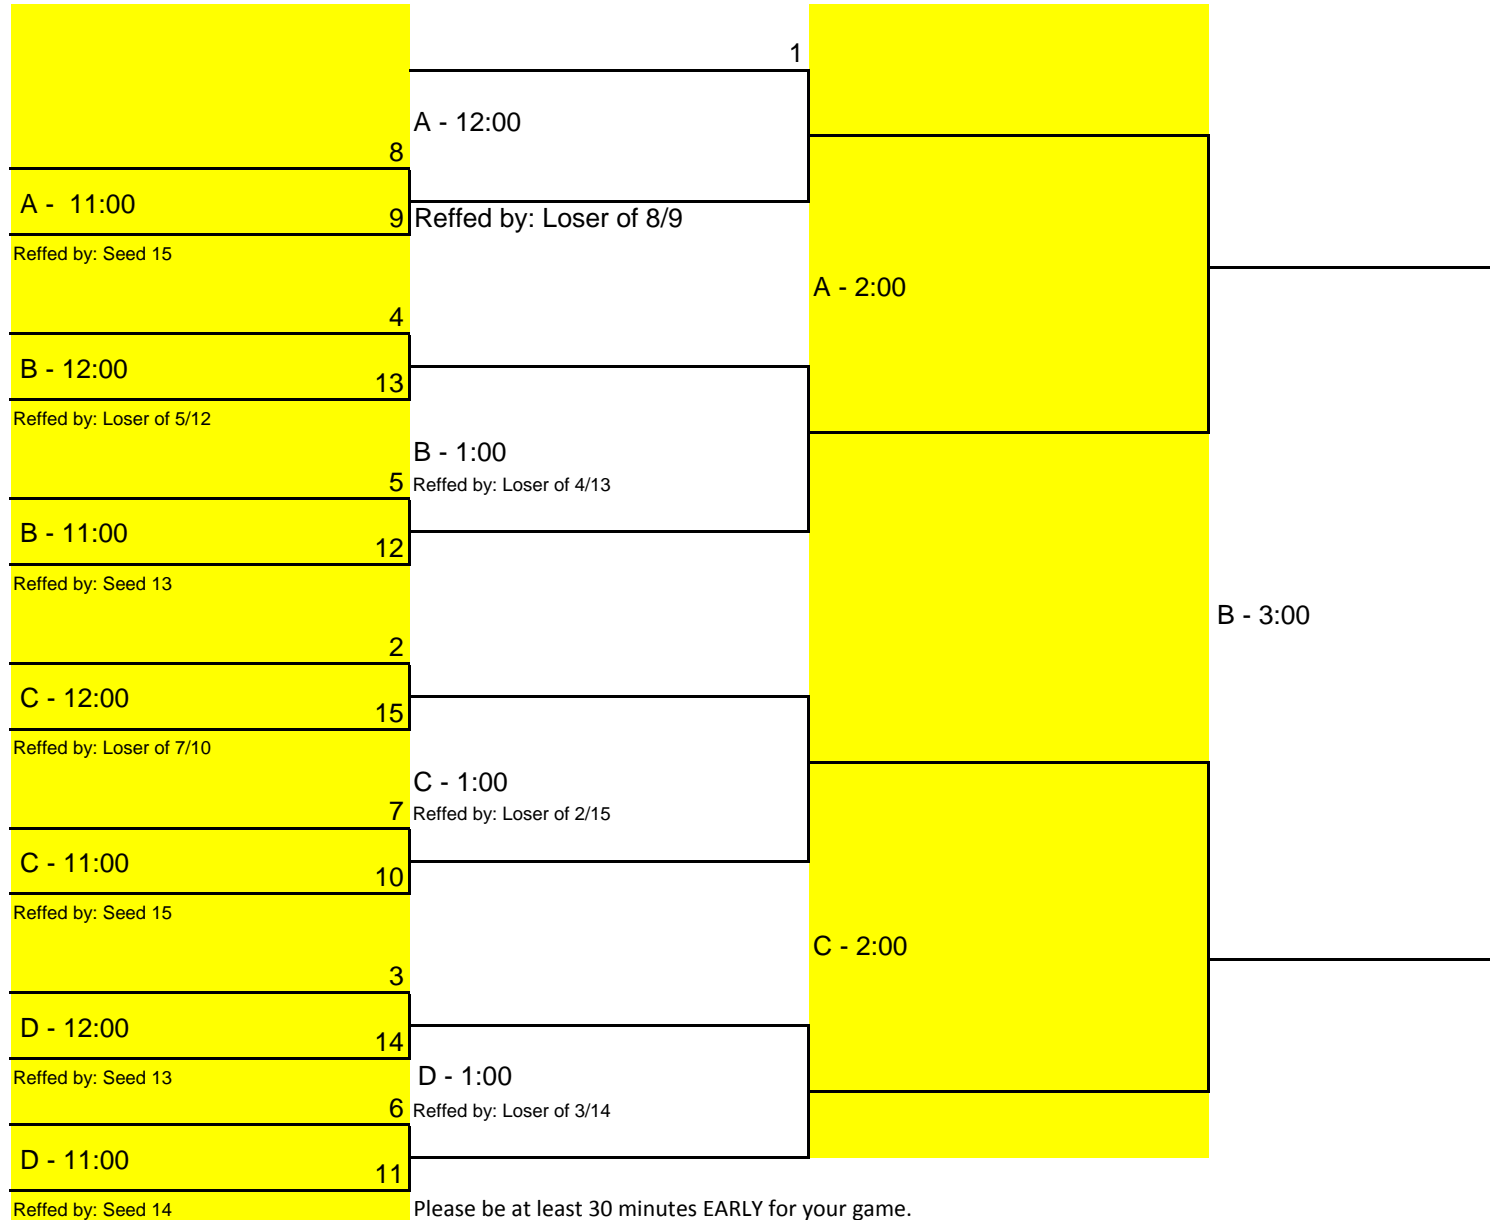 1
A - 12:00
8
A -  11:00
9
Reffed by: Loser of 8/9
Reffed by: Seed 15
A - 2:00
4
B - 12:00
13
Reffed by: Loser of 5/12
B - 1:00
5
Reffed by: Loser of 4/13
B - 11:00
12
Reffed by: Seed 13
B - 3:00
2
C - 12:00
15
Reffed by: Loser of 7/10
C - 1:00
7
Reffed by: Loser of 2/15
C - 11:00
10
Reffed by: Seed 15
C - 2:00
3
D - 12:00
14
Reffed by: Seed 13
D - 1:00
6
Reffed by: Loser of 3/14
D - 11:00
11
Reffed by: Seed 14
Please be at least 30 minutes EARLY for your game.